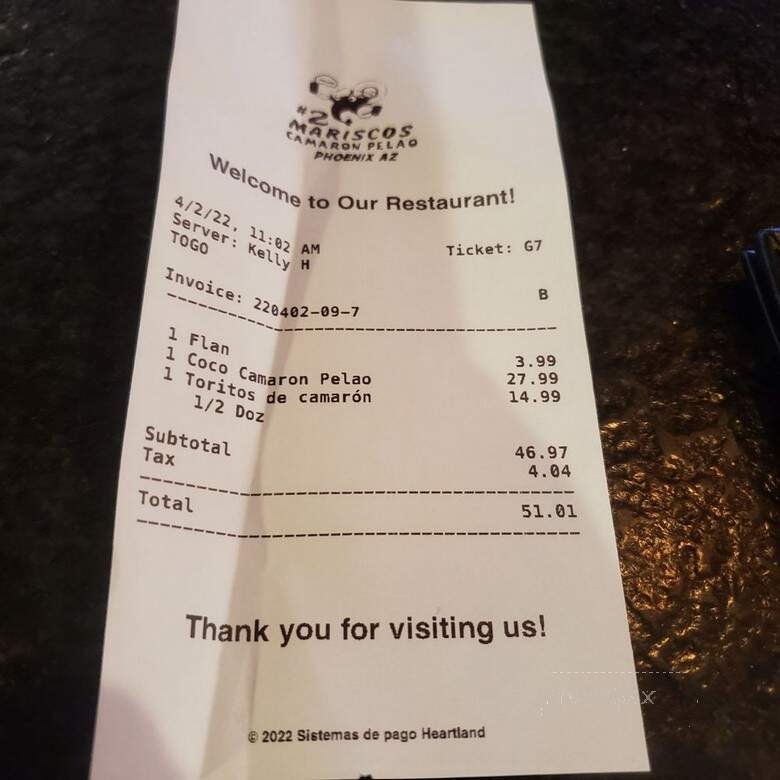 #2
MARISCOS
CAMARON PELAO
PHOENIX AZ
Welcome to Our Restaurant!
4/2/22, 11:02 AM
Server: Kelly H Ticket: G7
TOGO
Invoice: 220402-09-7 B
1 Flan 3.99
1 Coco Camaron Pelao 27.99
1 Toritos de camarón 14.99
1/2 Doz
Subtotal 46.97
Tax 4.04
Total 51.01
Thank you for visiting us!
© 2022 Sistemas de pago Heartland